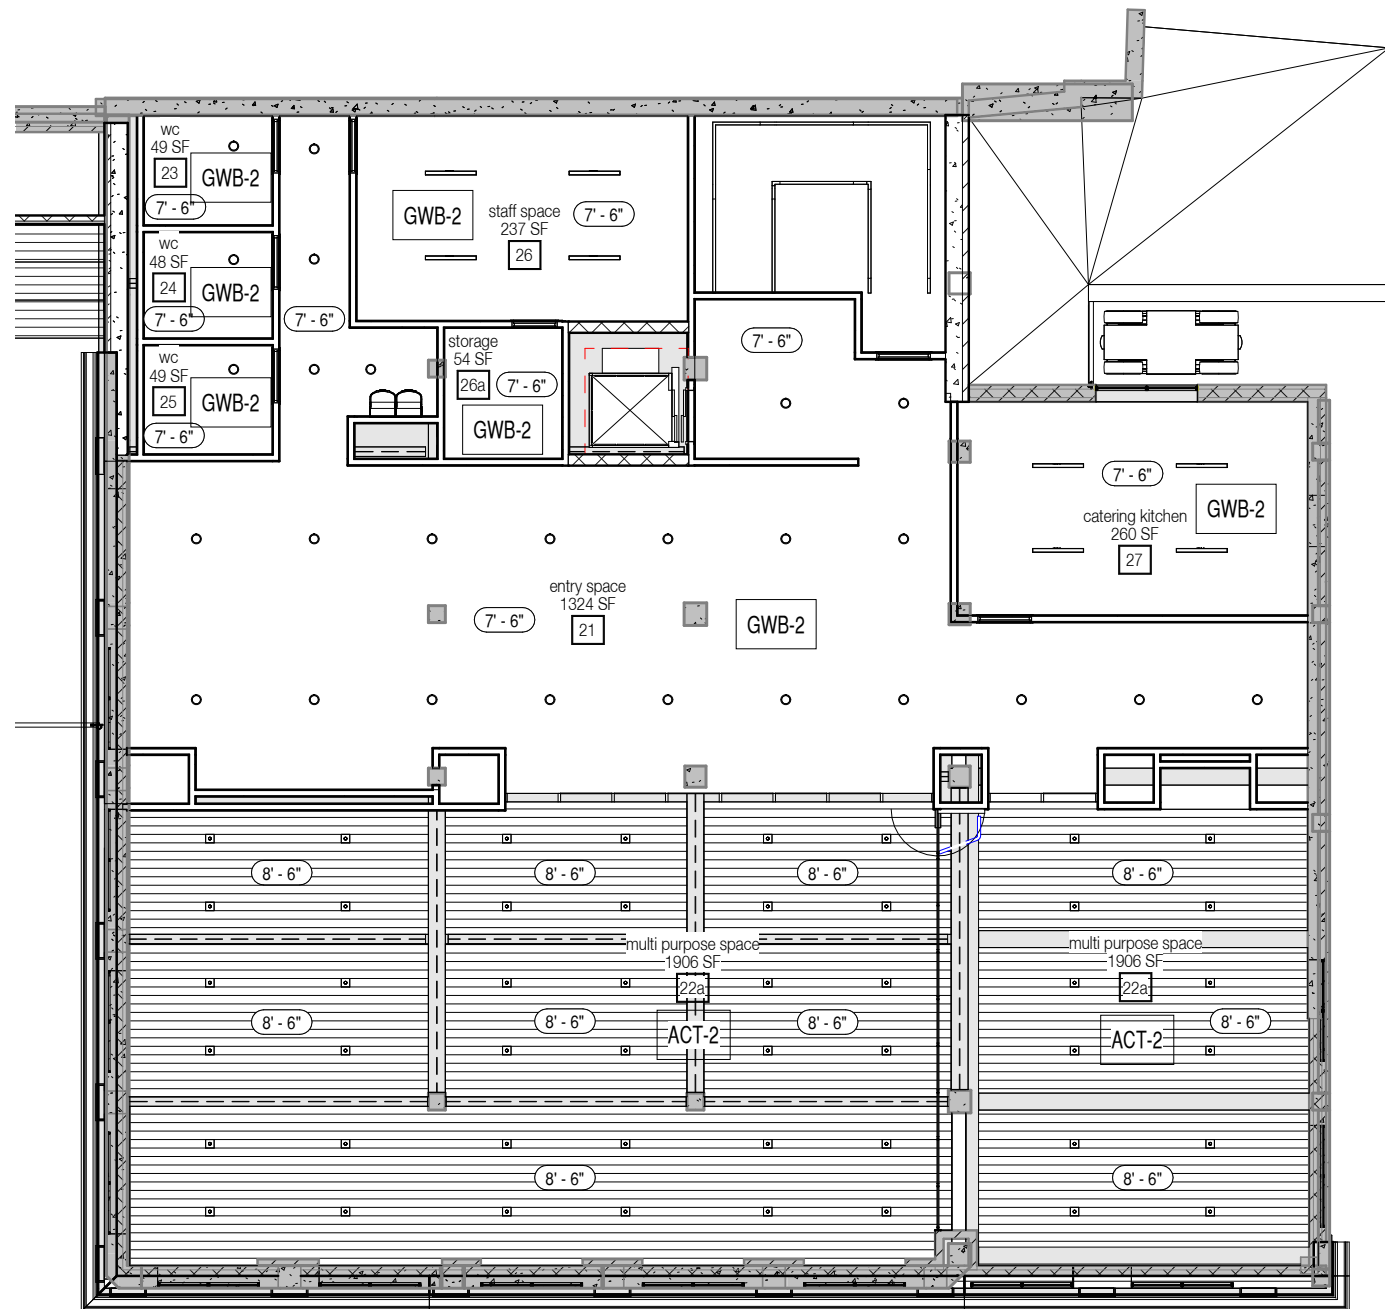 wc
49 SF
23
GWB-2
7' - 6"
wc
48 SF
24
GWB-2
7' - 6"
wc
49 SF
25
GWB-2
7' - 6"
7' - 6"
GWB-2
staff space
237 SF
26
7' - 6"
storage
54 SF
26a
7' - 6"
GWB-2
7' - 6"
7' - 6"
catering kitchen
260 SF
27
GWB-2
entry space
1324 SF
21
7' - 6"
GWB-2
8' - 6"
8' - 6"
8' - 6"
8' - 6"
multi purpose space
1906 SF
22a
ACT-2
multi purpose space
1906 SF
22a
ACT-2
8' - 6"
8' - 6"
8' - 6"
8' - 6"
8' - 6"
8' - 6"